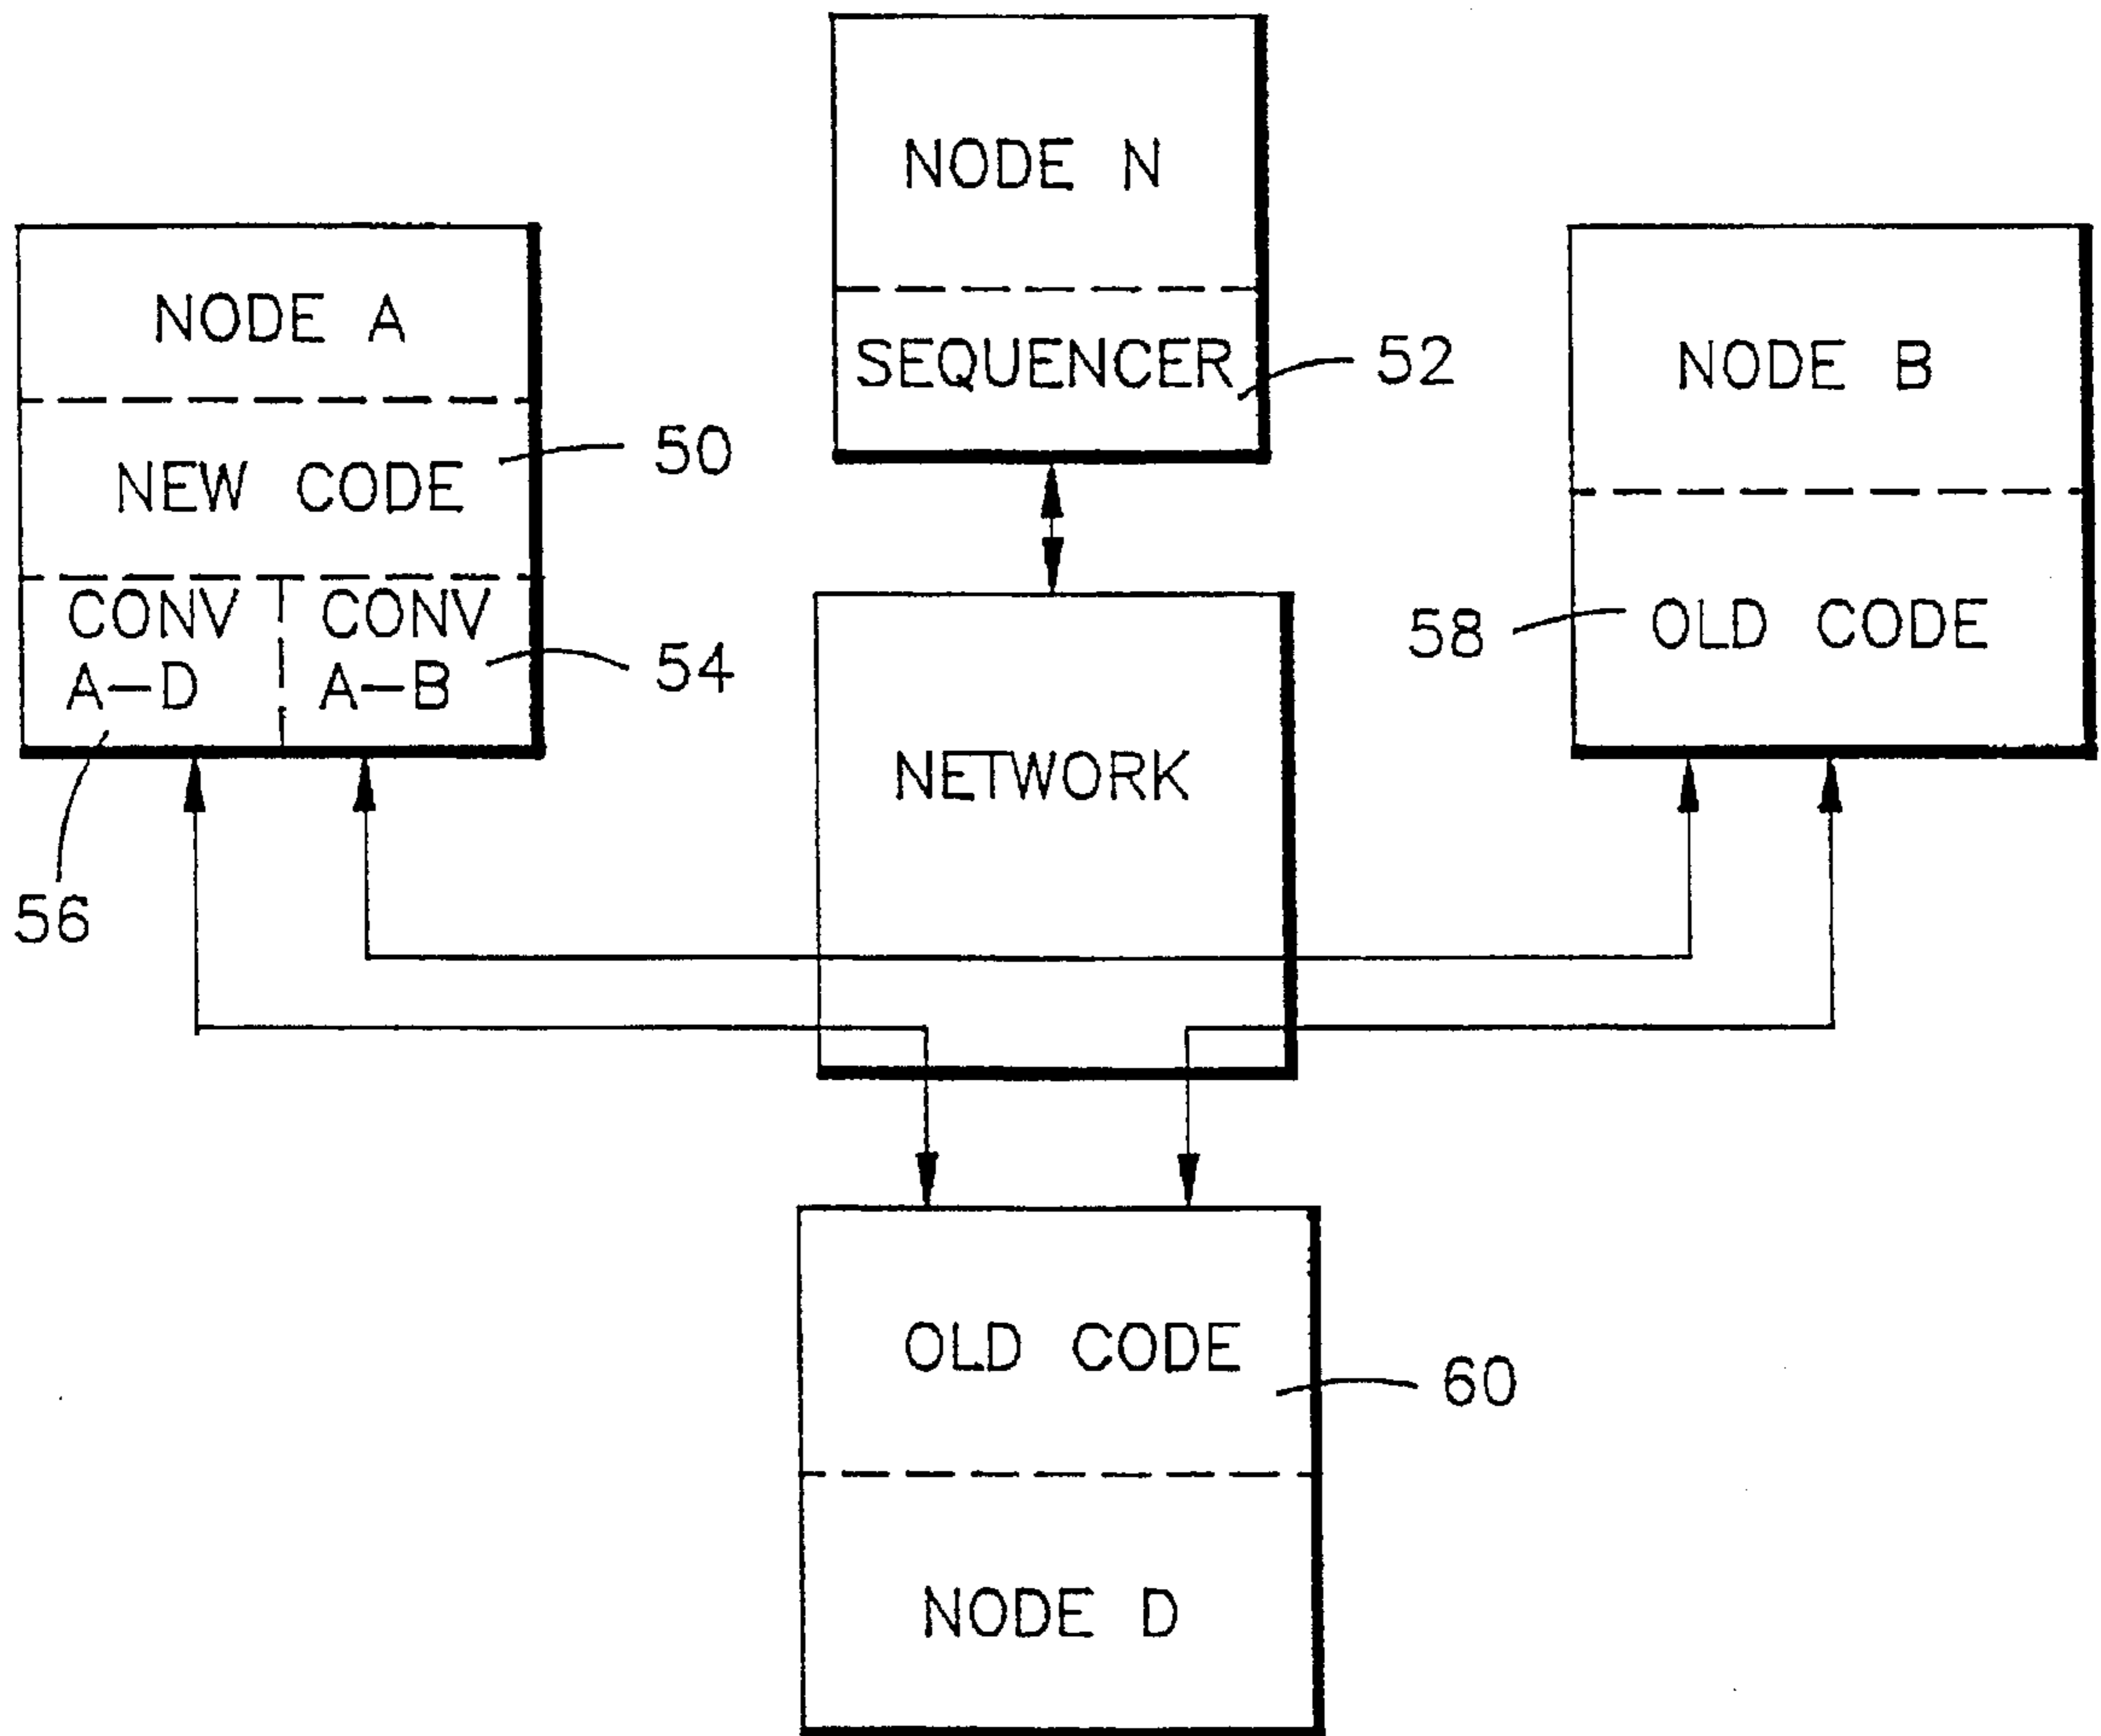 NODE N
SEQUENCER
52
NODE A
NEW CODE
50
CONV
A-D
CONV
A-B
54
56
NODE B
OLD CODE
58
NETWORK
OLD CODE
60
NODE D